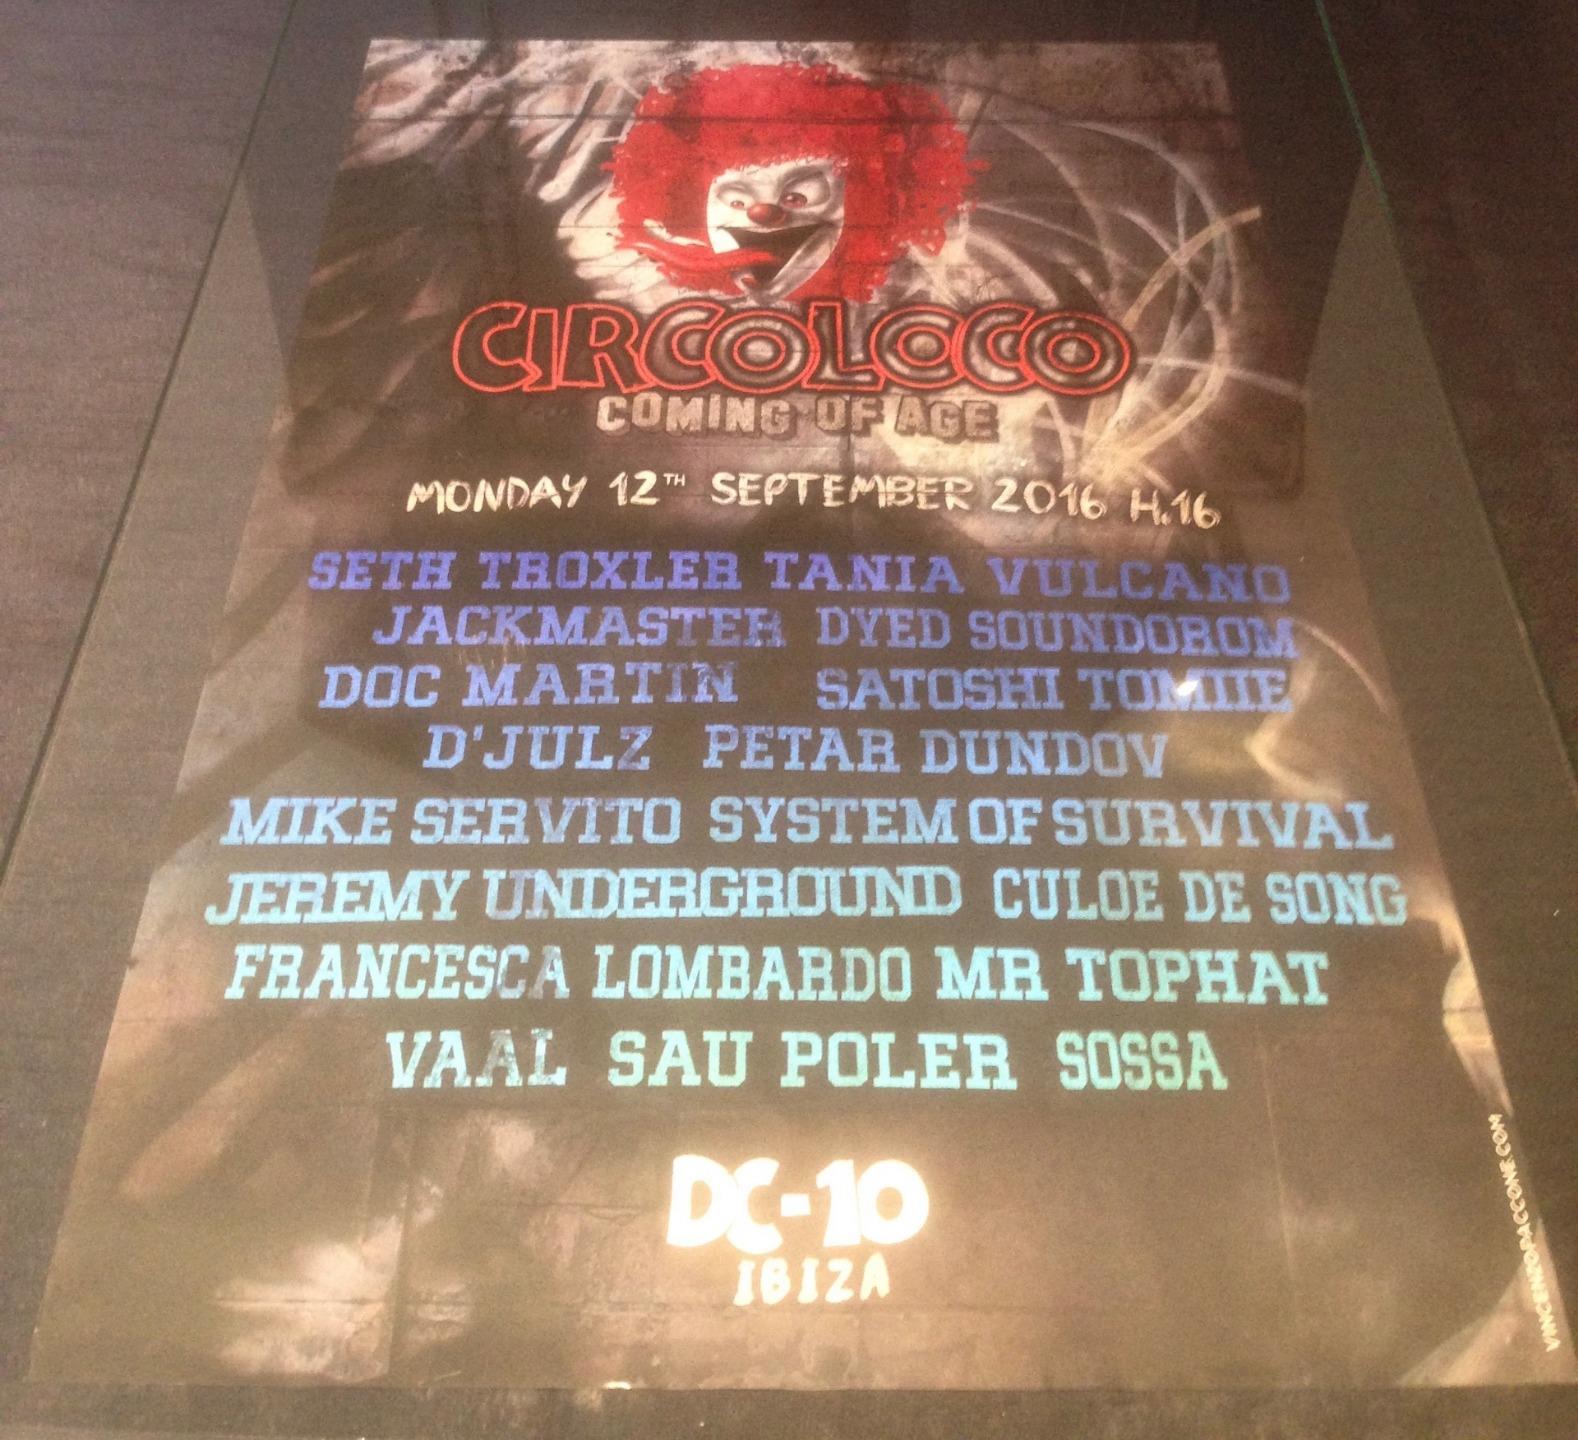 CIRCOLOCO
COMING OF AGE
MONDAY 12TH SEPTEMBER 2016 H.16
SETH TROXLER TANIA VULCANO
JACKMASTER DYED SOUNDOROM
DOC MARTIN SATOSHI TOMIIE
D'JULZ PETAR DUNDOV
MIKE SERVITO SYSTEM OF SURVIVAL
JEREMY UNDERGROUND CULOE DE SONG
FRANCESCA LOMBARDO MR TOPHAT
VAAL SAU POLER SOSSA
DC-10
IBIZA